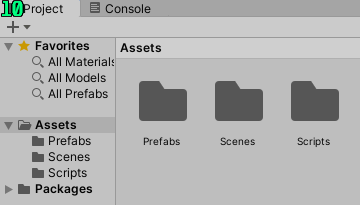 10
Project
Console
Favorites
All Materials
All Models
All Prefabs
Assets
Prefabs
Scenes
Scripts
Packages
Assets
Prefabs
Scenes
Scripts